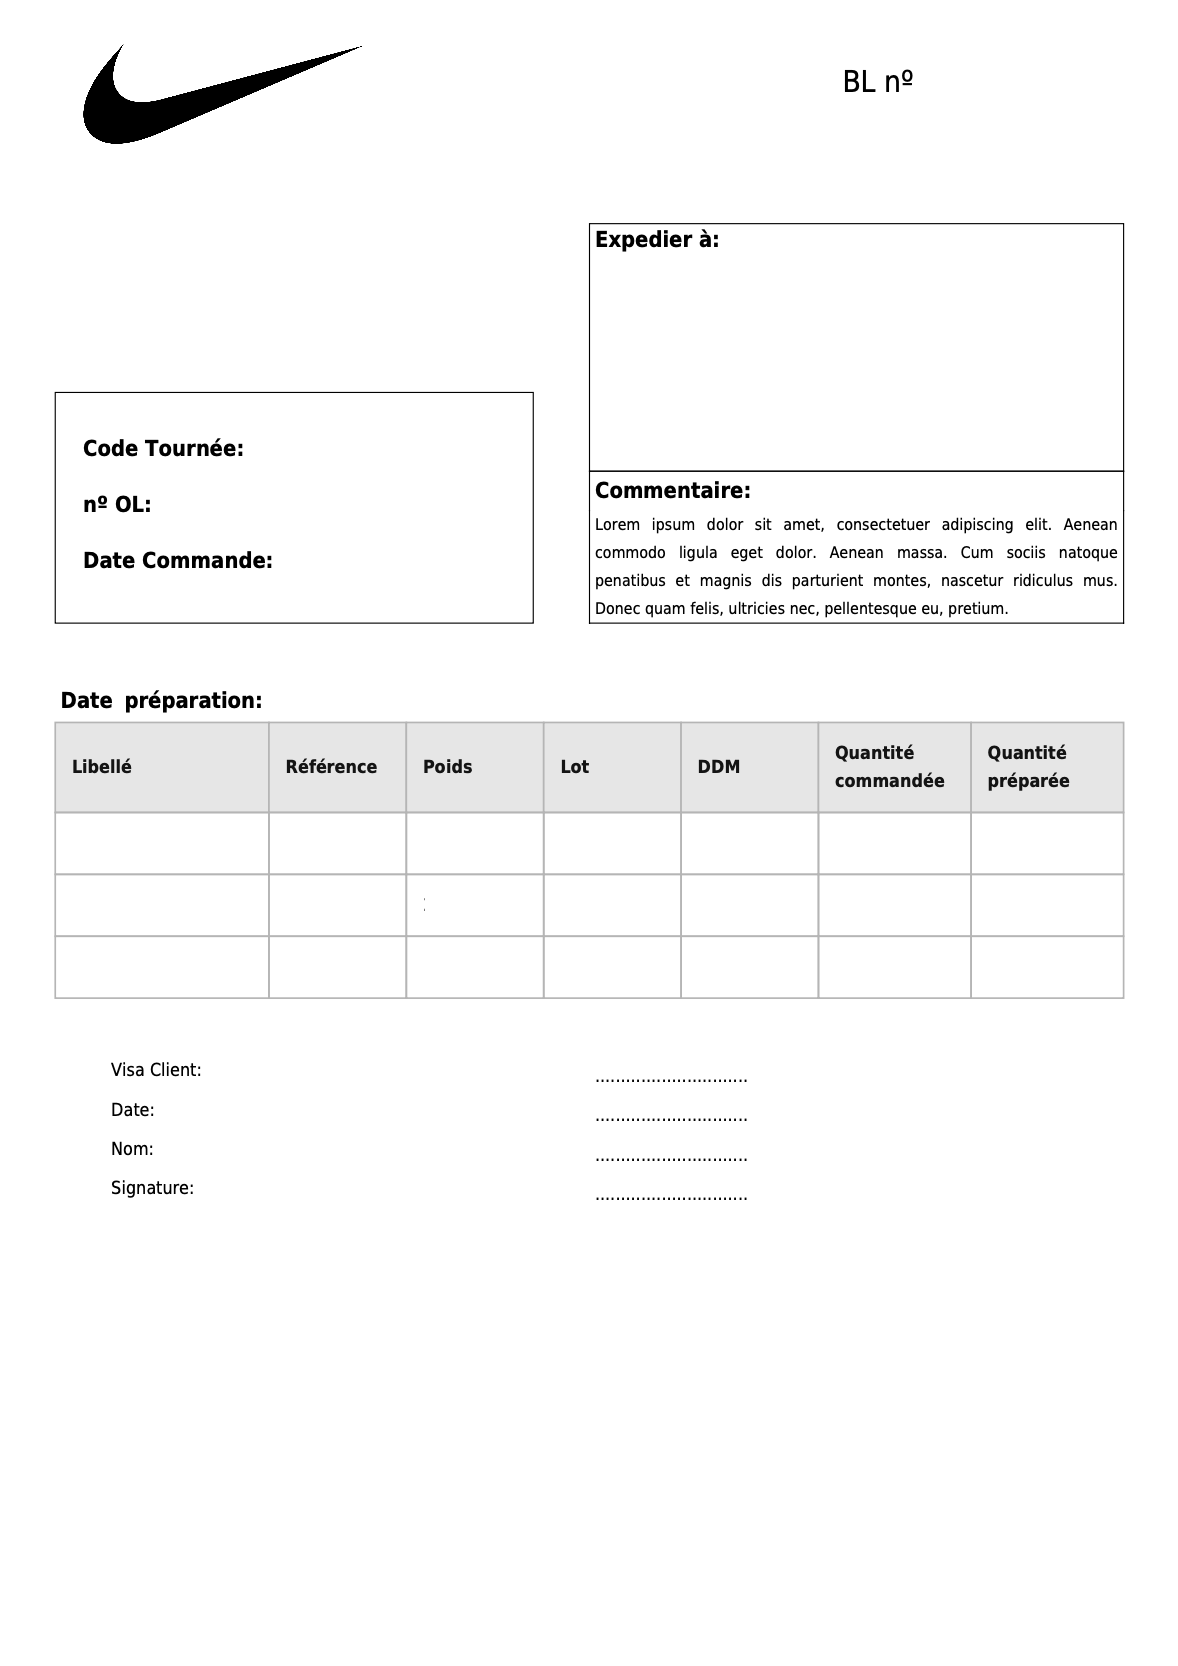 BL nº
Expedier à:
Code Tournée:
nº OL:
Date Commande:
Commentaire:
Lorem ipsum dolor sit amet, consectetuer adipiscing elit. Aenean
commodo ligula eget dolor. Aenean massa. Cum sociis natoque
penatibus et magnis dis parturient montes, nascetur ridiculus mus.
Donec quam felis, ultricies nec, pellentesque eu, pretium.
Date préparation:
Libellé Référence Poids Lot DDM Quantité commandée Quantité préparée
Visa Client: ..............................
Date: ..............................
Nom: ..............................
Signature: ..............................